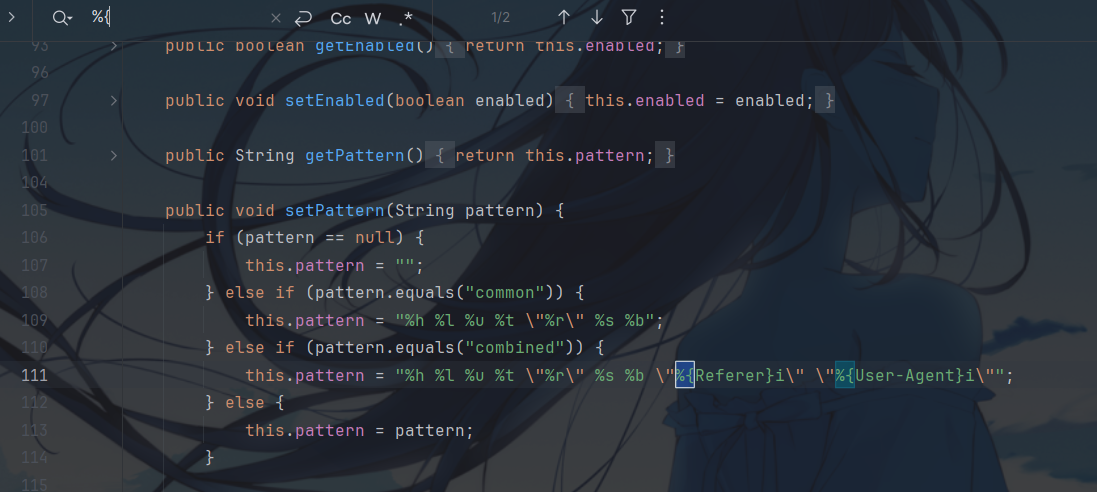 %{ Cc W .* 1/2
93 public boolean getEnabled() { return this.enabled; }
96
97 public void setEnabled(boolean enabled) { this.enabled = enabled; }
100
101 public String getPattern() { return this.pattern; }
104
105 public void setPattern(String pattern) {
106 if (pattern == null) {
107 this.pattern = "";
108 } else if (pattern.equals("common")) {
109 this.pattern = "%h %l %u %t \"%r\" %s %b";
110 } else if (pattern.equals("combined")) {
111 this.pattern = "%h %l %u %t \"%r\" %s %b \"%{Referer}i\" \"%{User-Agent}i\"";
112 } else {
113 this.pattern = pattern;
114 }
115